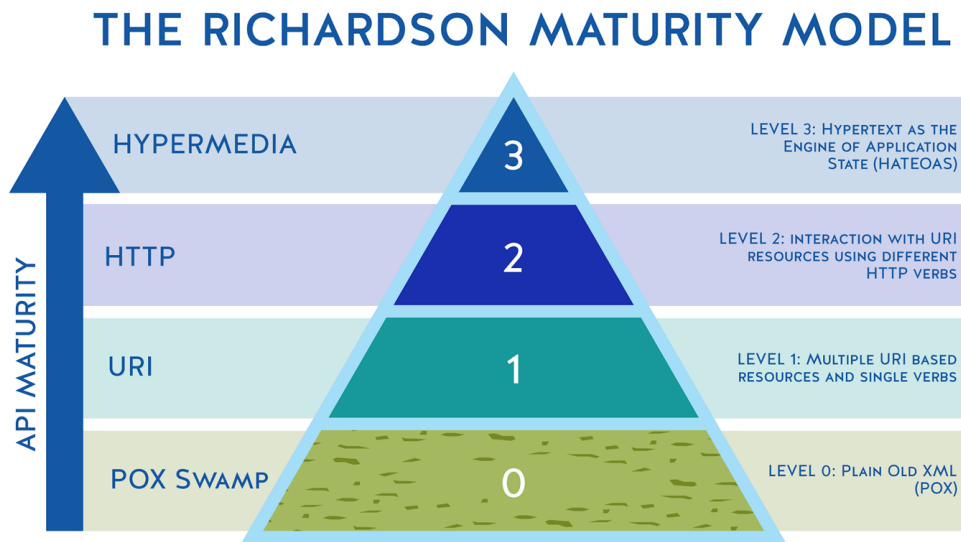 THE RICHARDSON MATURITY MODEL
API MATURITY
HYPERMEDIA
3
LEVEL 3: HYPERTEXT AS THE
ENGINE OF APPLICATION
STATE (HATEOAS)
HTTP
2
LEVEL 2: INTERACTION WITH URI
RESOURCES USING DIFFERENT
HTTP VERBS
URI
1
LEVEL 1: MULTIPLE URI BASED
RESOURCES AND SINGLE VERBS
POX SWAMP
0
LEVEL 0: PLAIN OLD XML
(POX)